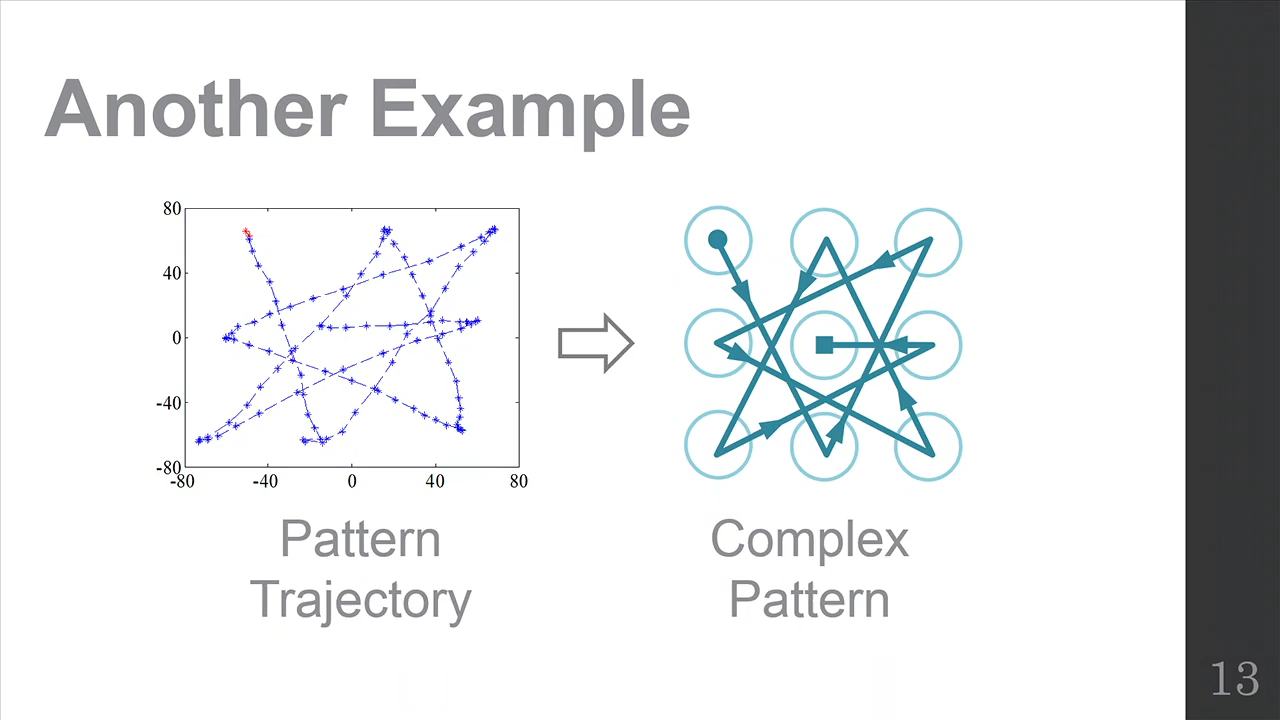 Another Example
80
40
0
-40
-80
-80 -40 0 40 80
Pattern
Trajectory
Complex
Pattern
13